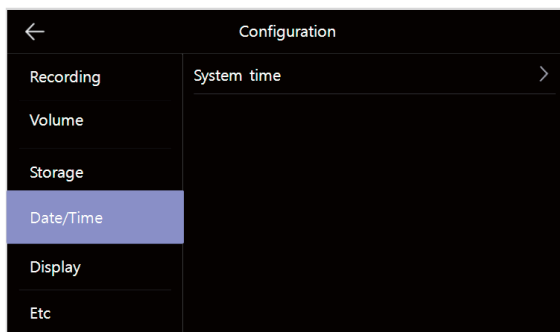 Configuration
Recording
System time
Volume
Storage
Date/Time
Display
Etc